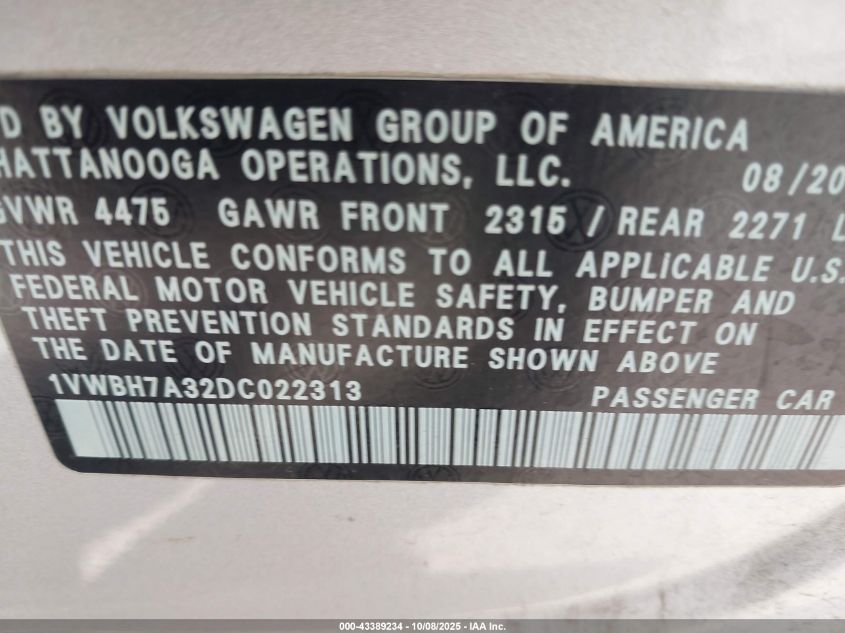 D BY VOLKSWAGEN GROUP OF AMERICA
HATTANOOGA OPERATIONS, LLC. 08/20
GVWR 4475 GAWR FRONT 2315 / REAR 2271 L
THIS VEHICLE CONFORMS TO ALL APPLICABLE U.S.
FEDERAL MOTOR VEHICLE SAFETY, BUMPER AND
THEFT PREVENTION STANDARDS IN EFFECT ON
THE DATE OF MANUFACTURE SHOWN ABOVE
1VWBH7A32DC022313 PASSENGER CAR
000-43389234 - 10/08/2025 - IAA Inc.